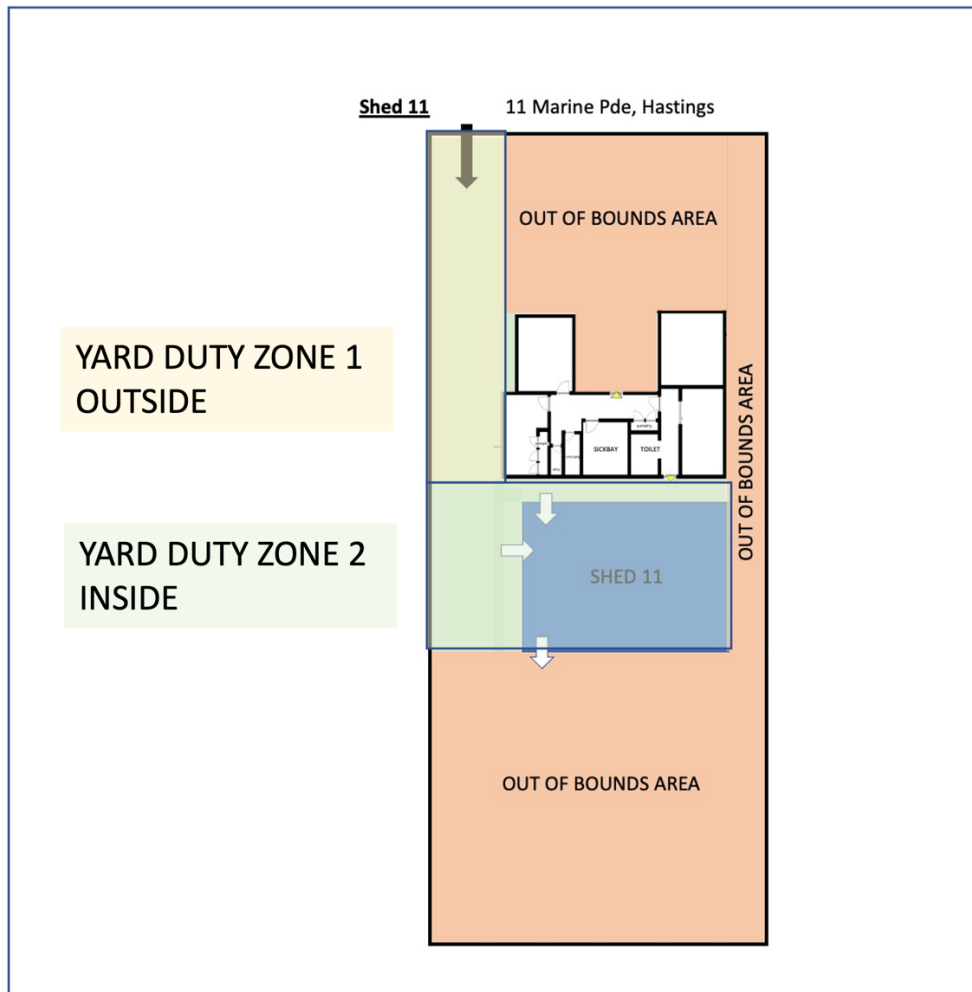 Shed 11
11 Marine Pde, Hastings
OUT OF BOUNDS AREA
YARD DUTY ZONE 1
OUTSIDE
OUT OF BOUNDS AREA
SICKBAY
TOILET
YARD DUTY ZONE 2
INSIDE
SHED 11
OUT OF BOUNDS AREA